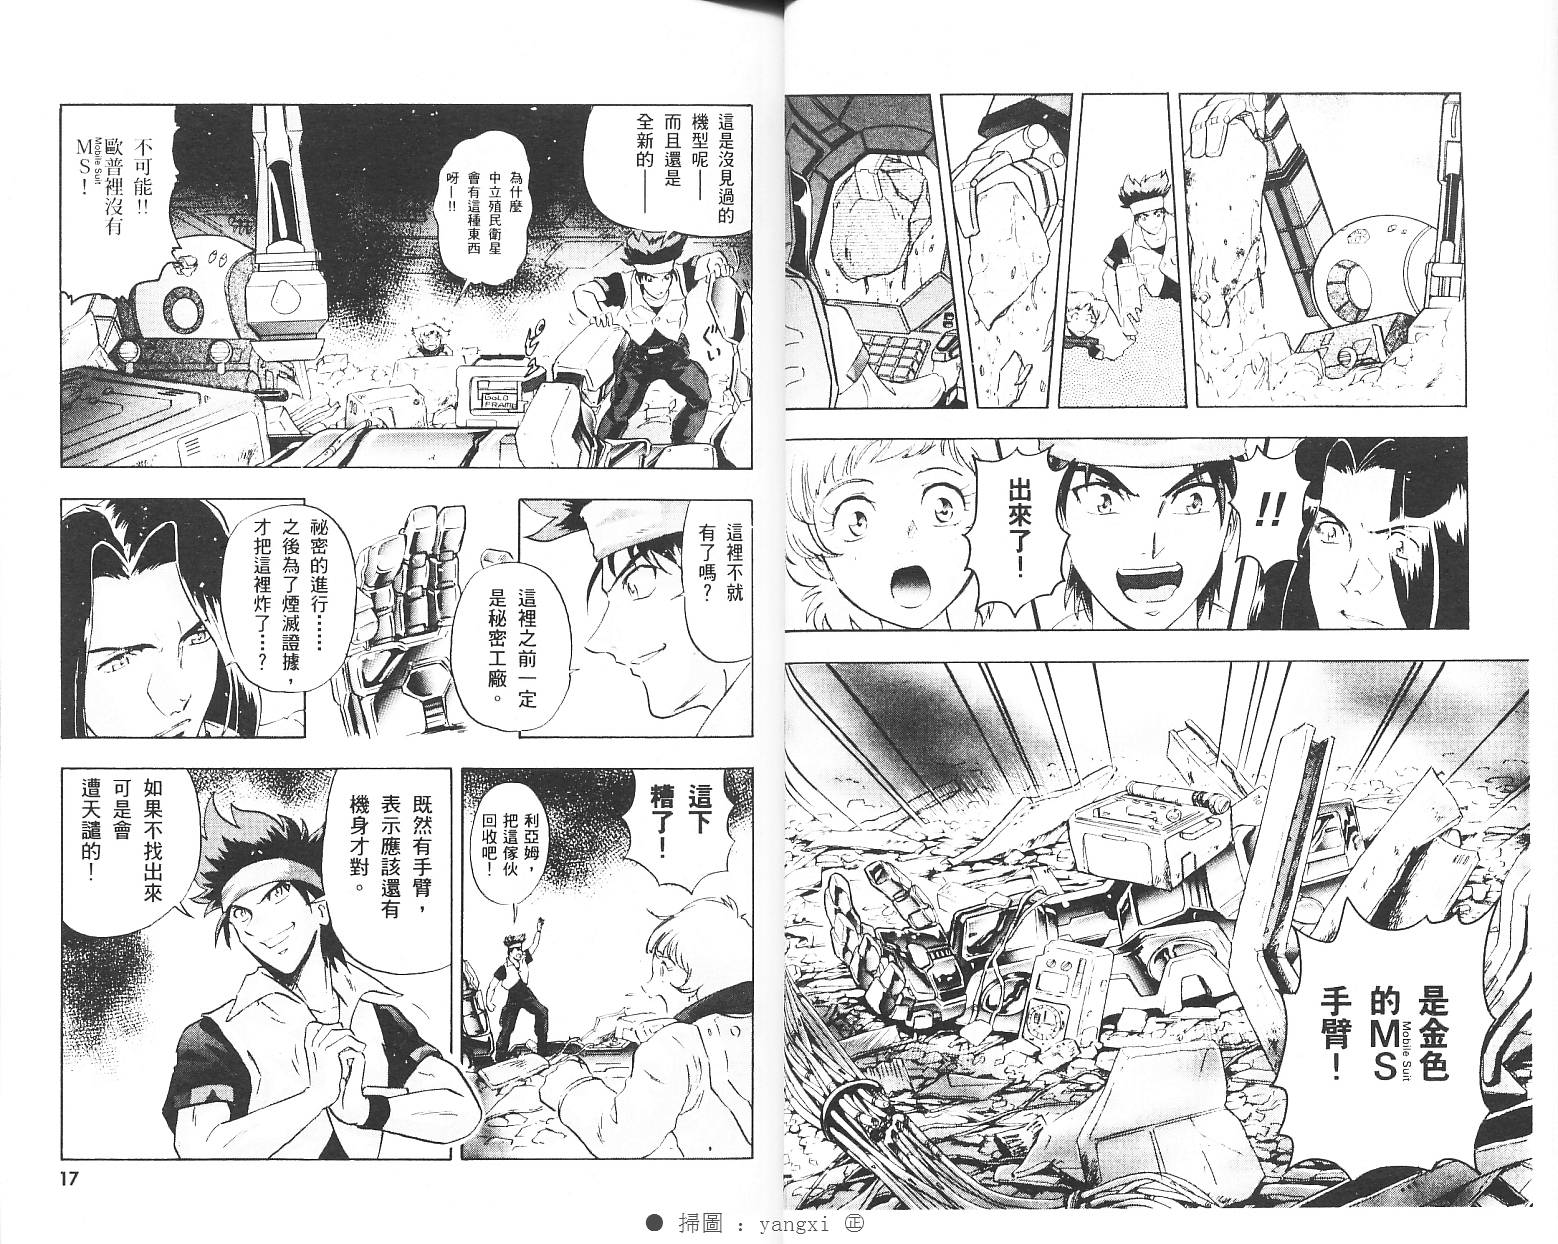 !!
出來了！
是金色
的MS
Mobile Suit
手臂！
這是沒見過的
機型呢——
而且還是
全新的——
為什麼
中立殖民衛星
會有這種東西
呀—!!
不可能!!
歐普裡沒有
Mobile Suit
MS！
ぐい
GOLD
FRAME
這裡不就
有了嗎？
這裡之前一定
是秘密工廠。
祕密的進行……
之後為了煙滅證據，
才把這裡炸了…？
這下
糟了！
利亞姆，
把這傢伙
回收吧！
既然有手臂，
表示應該還有
機身才對。
如果不找出來
可是會
遭天譴的！
17
● 掃圖 ： yangxi ㊣